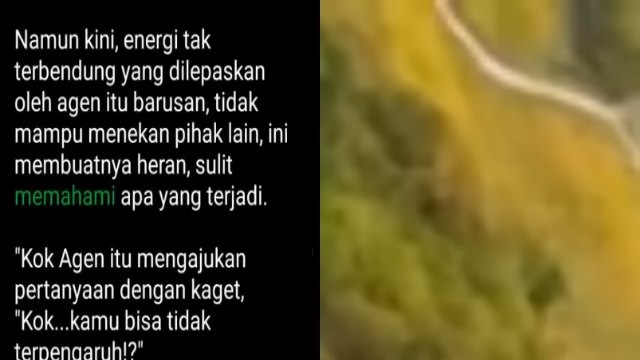 Namun kini, energi tak
terbendung yang dilepaskan
oleh agen itu barusan, tidak
mampu menekan pihak lain, ini
membuatnya heran, sulit
memahami apa yang terjadi.
"Kok Agen itu mengajukan
pertanyaan dengan kaget,
"Kok...kamu bisa tidak
terpengaruh!?"